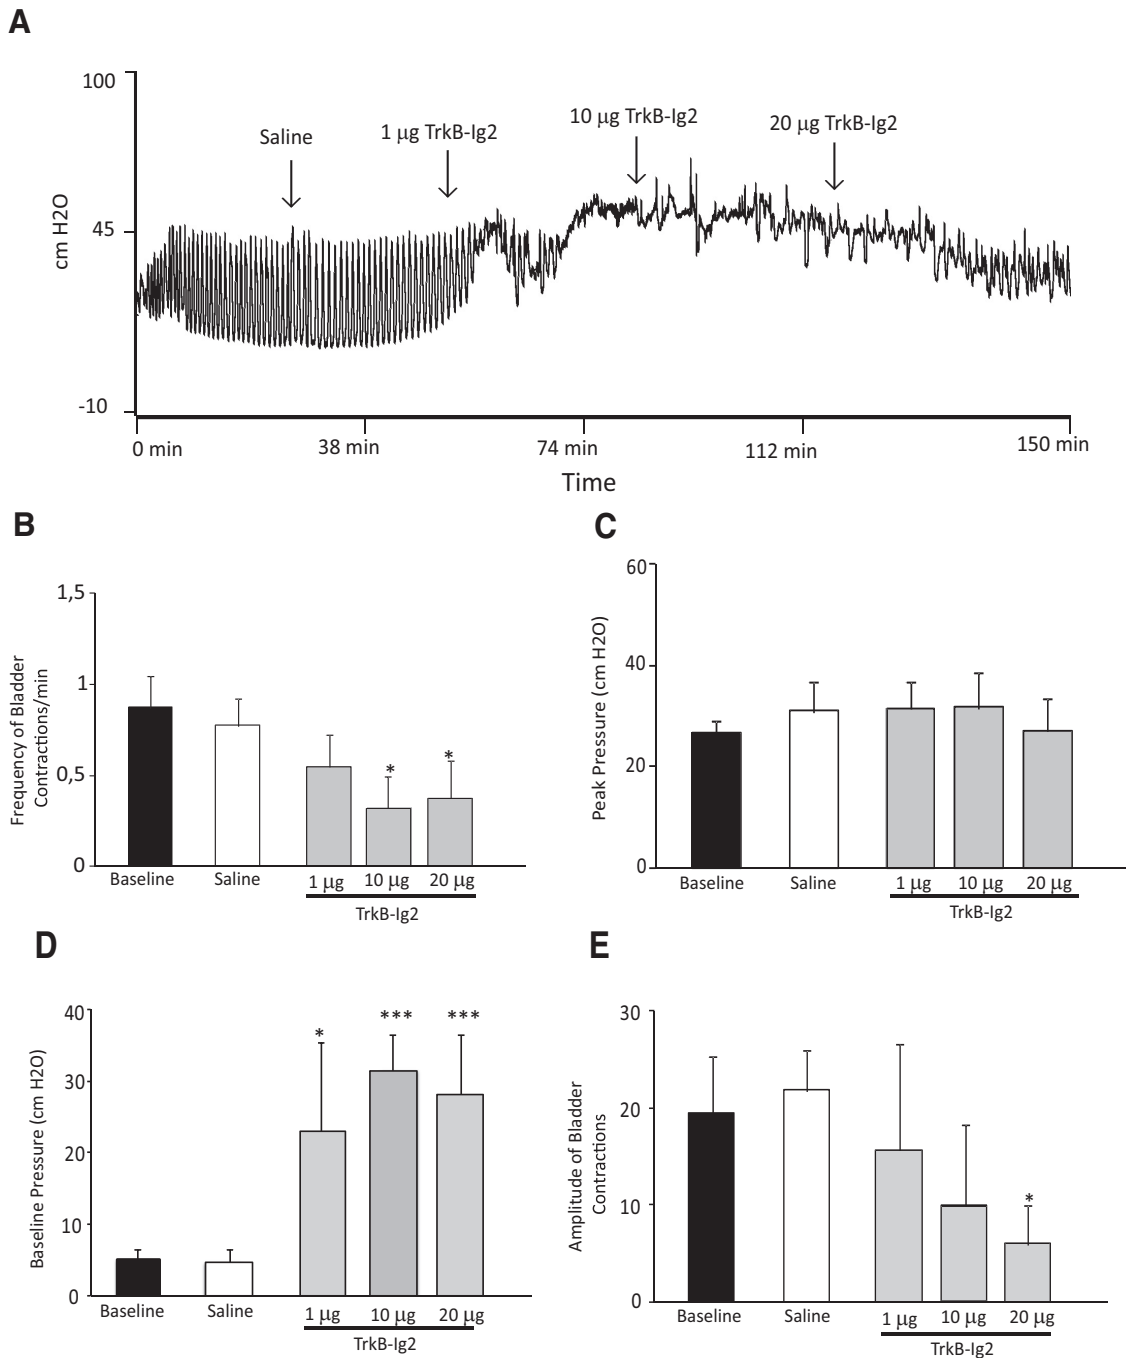 A
100
45
-10
cm H2O
Saline
1 μg TrkB-Ig2
10 μg TrkB-Ig2
20 μg TrkB-Ig2
0 min
38 min
74 min
112 min
150 min
Time
B
Frequency of Bladder
Contractions/min
1,5
1
0,5
0
*
*
Baseline
Saline
1 μg
10 μg
20 μg
TrkB-Ig2
C
Peak Pressure (cm H2O)
60
40
20
0
Baseline
Saline
1 μg
10 μg
20 μg
TrkB-Ig2
D
Baseline Pressure (cm H2O)
40
30
20
10
0
*
***
***
Baseline
Saline
1 μg
10 μg
20 μg
TrkB-Ig2
E
Amplitude of Bladder
Contractions
30
20
10
0
*
Baseline
Saline
1 μg
10 μg
20 μg
TrkB-Ig2